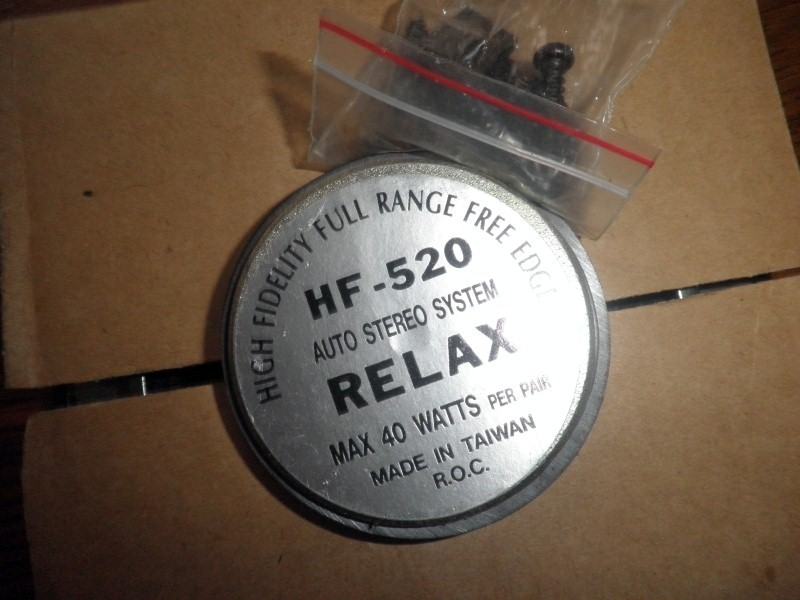 HIGH FIDELITY FULL RANGE FREE EDGE
HF-520
AUTO STEREO SYSTEM
RELAX
MAX 40 WATTS PER PAIR
MADE IN TAIWAN
R.O.C.